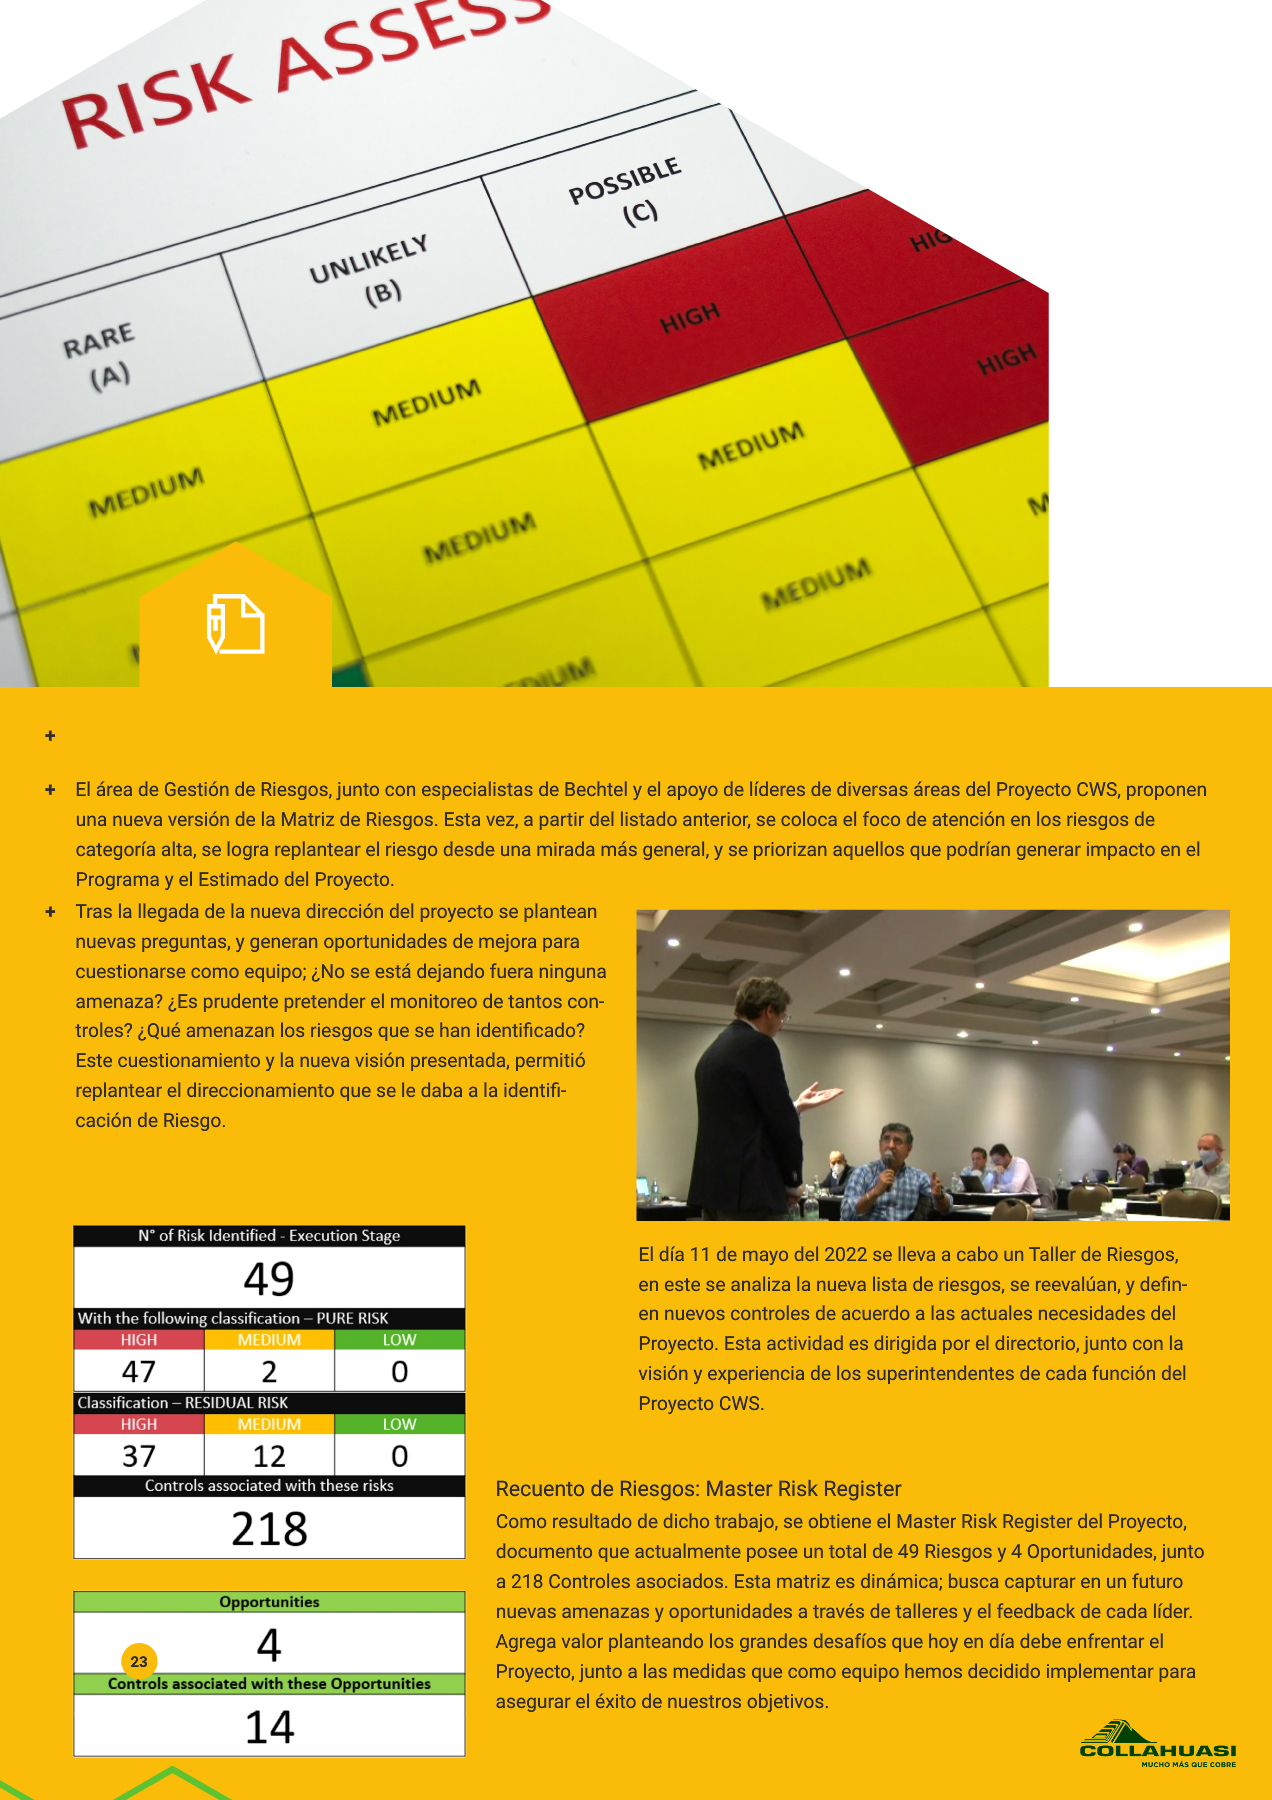 RISK ASSESS
POSSIBLE
(C)
UNLIKELY
(B)
RARE
(A)
HIGH
HIGH
MEDIUM
MEDIUM
MEDIUM
MEDIUM
MEDIUM
+
+ El área de Gestión de Riesgos, junto con especialistas de Bechtel y el apoyo de líderes de diversas áreas del Proyecto CWS, proponen
una nueva versión de la Matriz de Riesgos. Esta vez, a partir del listado anterior, se coloca el foco de atención en los riesgos de
categoría alta, se logra replantear el riesgo desde una mirada más general, y se priorizan aquellos que podrían generar impacto en el
Programa y el Estimado del Proyecto.
+ Tras la llegada de la nueva dirección del proyecto se plantean
nuevas preguntas, y generan oportunidades de mejora para
cuestionarse como equipo; ¿No se está dejando fuera ninguna
amenaza? ¿Es prudente pretender el monitoreo de tantos con-
troles? ¿Qué amenazan los riesgos que se han identificado?
Este cuestionamiento y la nueva visión presentada, permitió
replantear el direccionamiento que se le daba a la identifi-
cación de Riesgo.
El día 11 de mayo del 2022 se lleva a cabo un Taller de Riesgos,
en este se analiza la nueva lista de riesgos, se reevalúan, y defin-
en nuevos controles de acuerdo a las actuales necesidades del
Proyecto. Esta actividad es dirigida por el directorio, junto con la
visión y experiencia de los superintendentes de cada función del
Proyecto CWS.
N° of Risk Identified - Execution Stage
49
With the following classification – PURE RISK
HIGH MEDIUM LOW
47 2 0
Classification – RESIDUAL RISK
HIGH MEDIUM LOW
37 12 0
Controls associated with these risks
218
Opportunities
4
Controls associated with these Opportunities
14
Recuento de Riesgos: Master Risk Register
Como resultado de dicho trabajo, se obtiene el Master Risk Register del Proyecto,
documento que actualmente posee un total de 49 Riesgos y 4 Oportunidades, junto
a 218 Controles asociados. Esta matriz es dinámica; busca capturar en un futuro
nuevas amenazas y oportunidades a través de talleres y el feedback de cada líder.
Agrega valor planteando los grandes desafíos que hoy en día debe enfrentar el
Proyecto, junto a las medidas que como equipo hemos decidido implementar para
asegurar el éxito de nuestros objetivos.
23
COLLAHUASI
MUCHO MÁS QUE COBRE